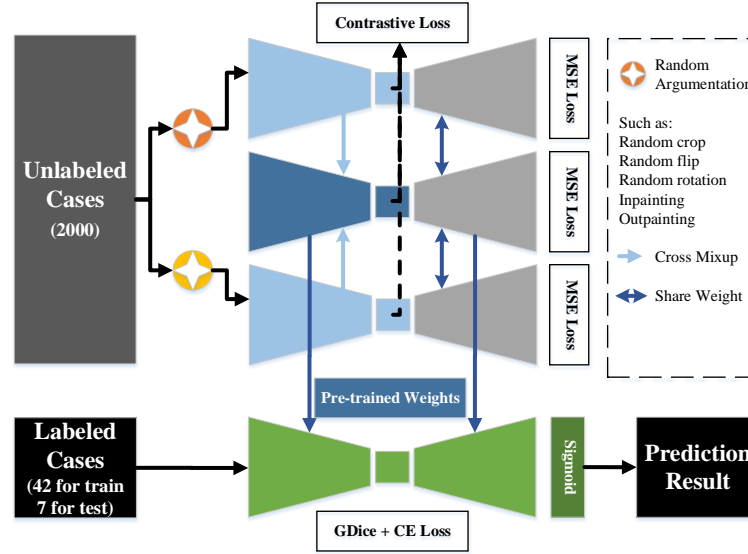 Contrastive Loss
MSE Loss
Random
Argumentation
Such as:
Random crop
Random flip
Random rotation
Inpainting
Outpainting
Unlabeled
Cases
(2000)
MSE Loss
Cross Mixup
Share Weight
MSE Loss
Pre-trained Weights
Labeled
Cases
(42 for train
7 for test)
Sigmoid
Prediction
Result
GDice + CE Loss